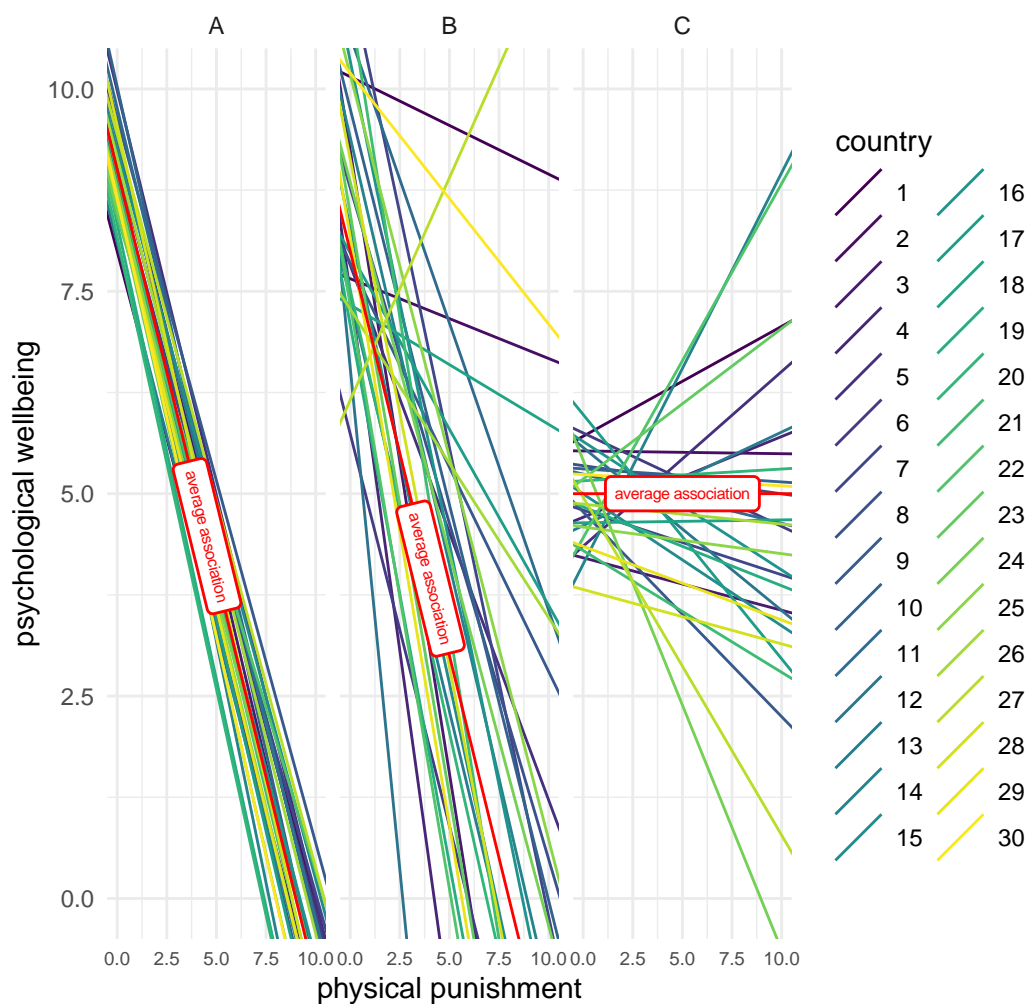 A B C
psychological wellbeing
10.0
7.5
5.0
2.5
0.0
average association
average association
average association
0.0 2.5 5.0 7.5 10.0
0.0 2.5 5.0 7.5 10.0
0.0 2.5 5.0 7.5 10.0
physical punishment
country
1 16
2 17
3 18
4 19
5 20
6 21
7 22
8 23
9 24
10 25
11 26
12 27
13 28
14 29
15 30